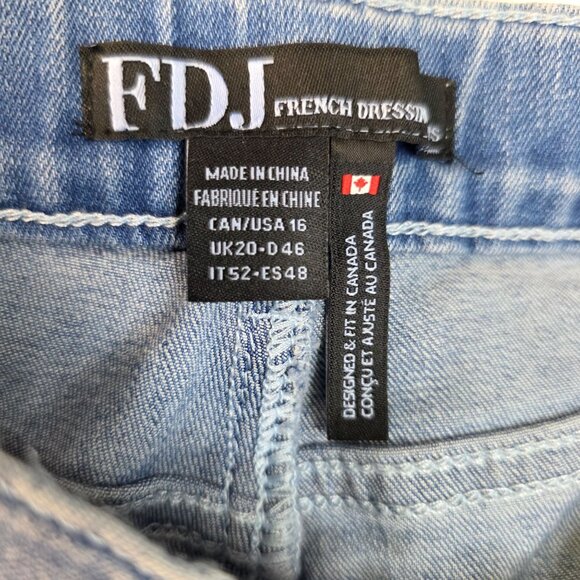 FDJ FRENCH DRESSIN
MADE IN CHINA
FABRIQUÉ EN CHINE
CAN/USA 16
UK20-D46
IT52-ES48
DESIGNED & FIT IN CANADA
CONÇU ET AJUSTÉ AU CANADA